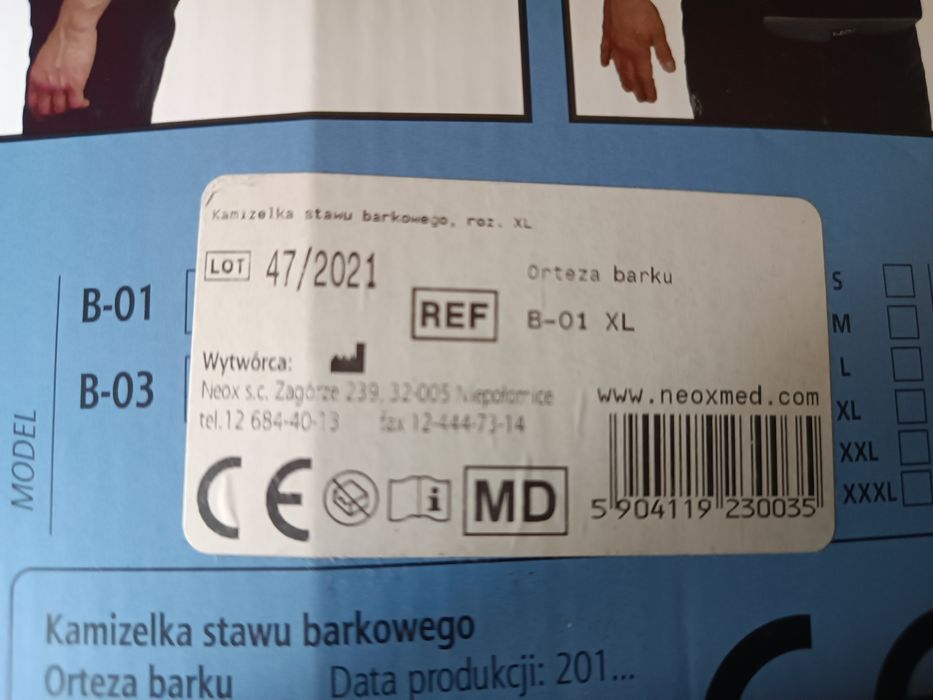 Kamizelka stawu barkowego, roz. XL
LOT 47/2021
Orteza barku
REF B-01 XL
Wytwórca:
Neox s.c. Zagórze 239, 32-005 Niepołomice
tel.12 684-40-13 fax 12-444-73-14
www.neoxmed.com
CE
i
MD
5 904119 230035
MODEL
B-01
B-03
S
M
L
XL
XXL
XXXL
Kamizelka stawu barkowego
Orteza barku
Data produkcji: 201...
CE